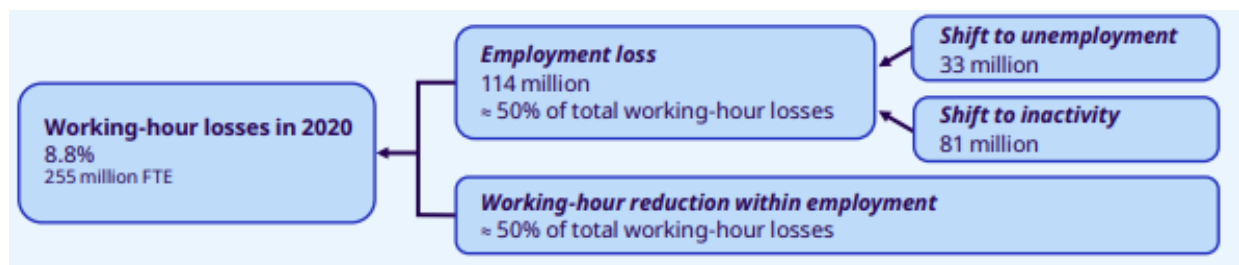 Working-hour losses in 2020
8.8%
255 million FTE
Employment loss
114 million
≈ 50% of total working-hour losses
Shift to unemployment
33 million
Shift to inactivity
81 million
Working-hour reduction within employment
≈ 50% of total working-hour losses